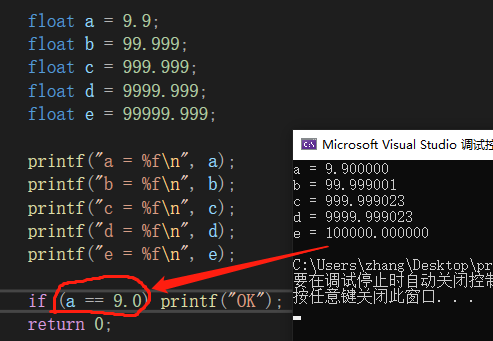 float a = 9.9;
float b = 99.999;
float c = 999.999;
float d = 9999.999;
float e = 99999.999;
printf("a = %f\n", a);
printf("b = %f\n", b);
printf("c = %f\n", c);
printf("d = %f\n", d);
printf("e = %f\n", e);
if (a == 9.0) printf("OK");
return 0;
Microsoft Visual Studio 调试控
a = 9.900000
b = 99.999001
c = 999.999023
d = 9999.999023
e = 100000.000000
C:\Users\zhang\Desktop\pr
要在调试停止时自动关闭控制
按任意键关闭此窗口. . .